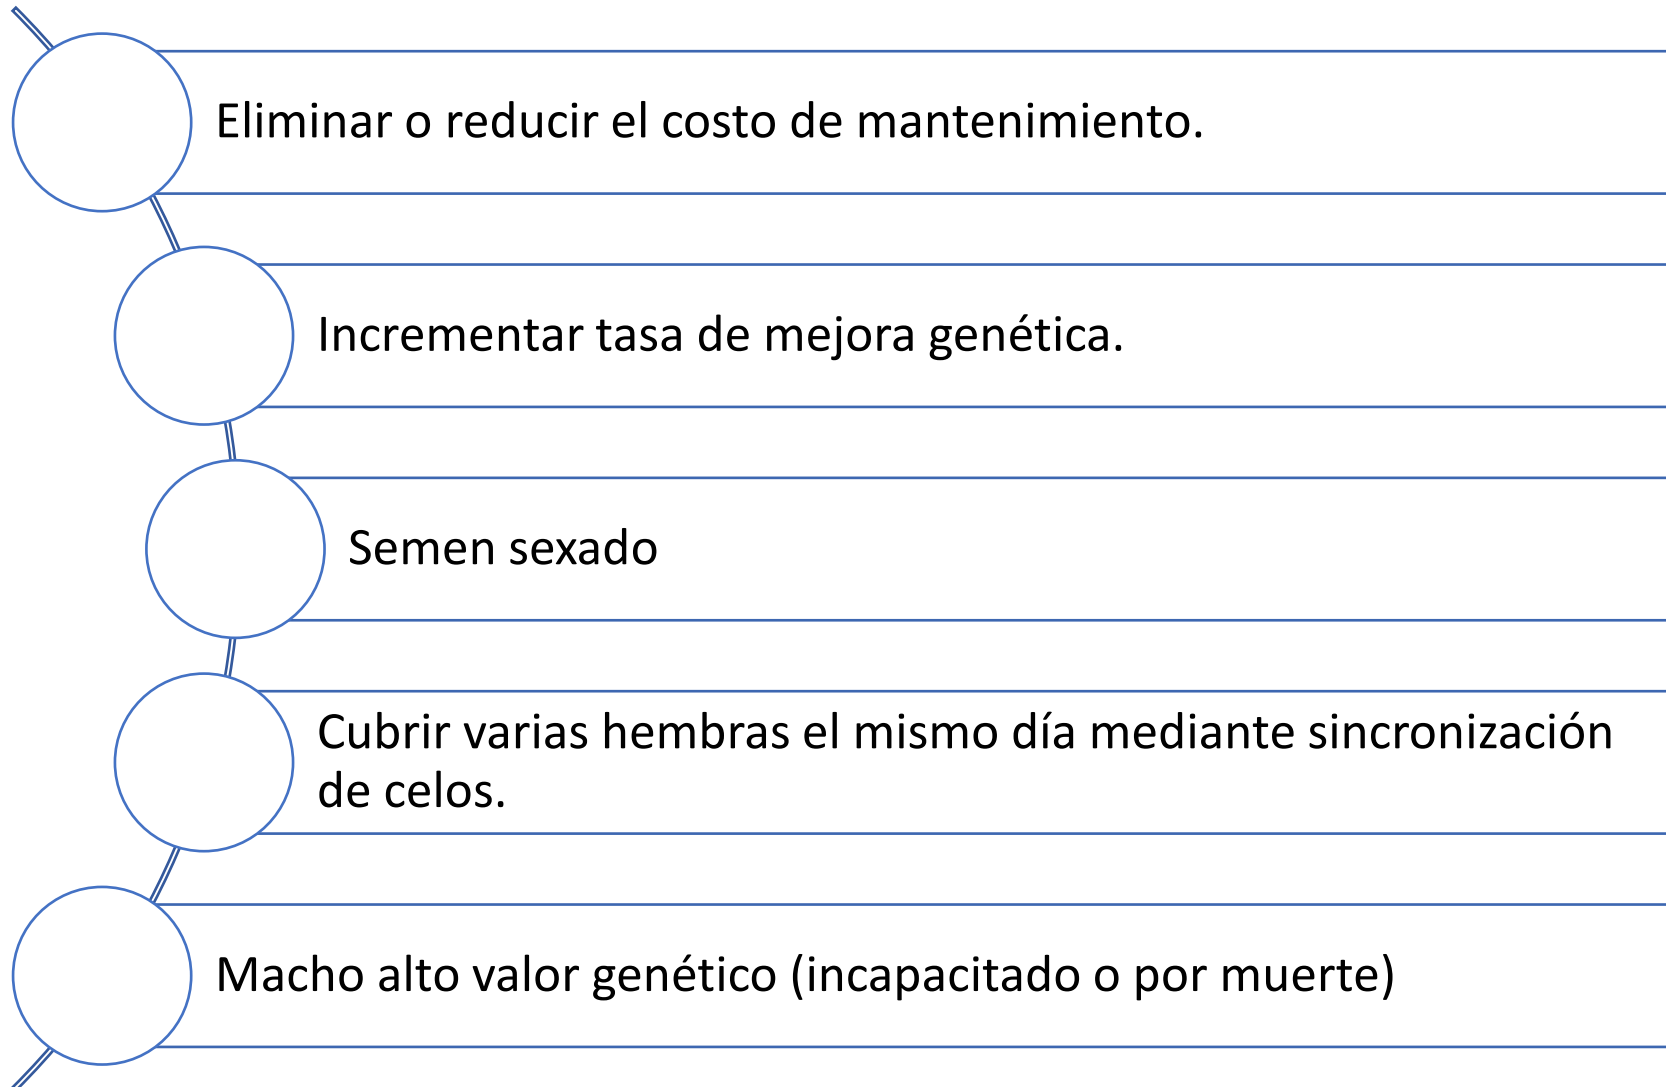 Eliminar o reducir el costo de mantenimiento.
Incrementar tasa de mejora genética.
Semen sexado
Cubrir varias hembras el mismo día mediante sincronización
de celos.
Macho alto valor genético (incapacitado o por muerte)